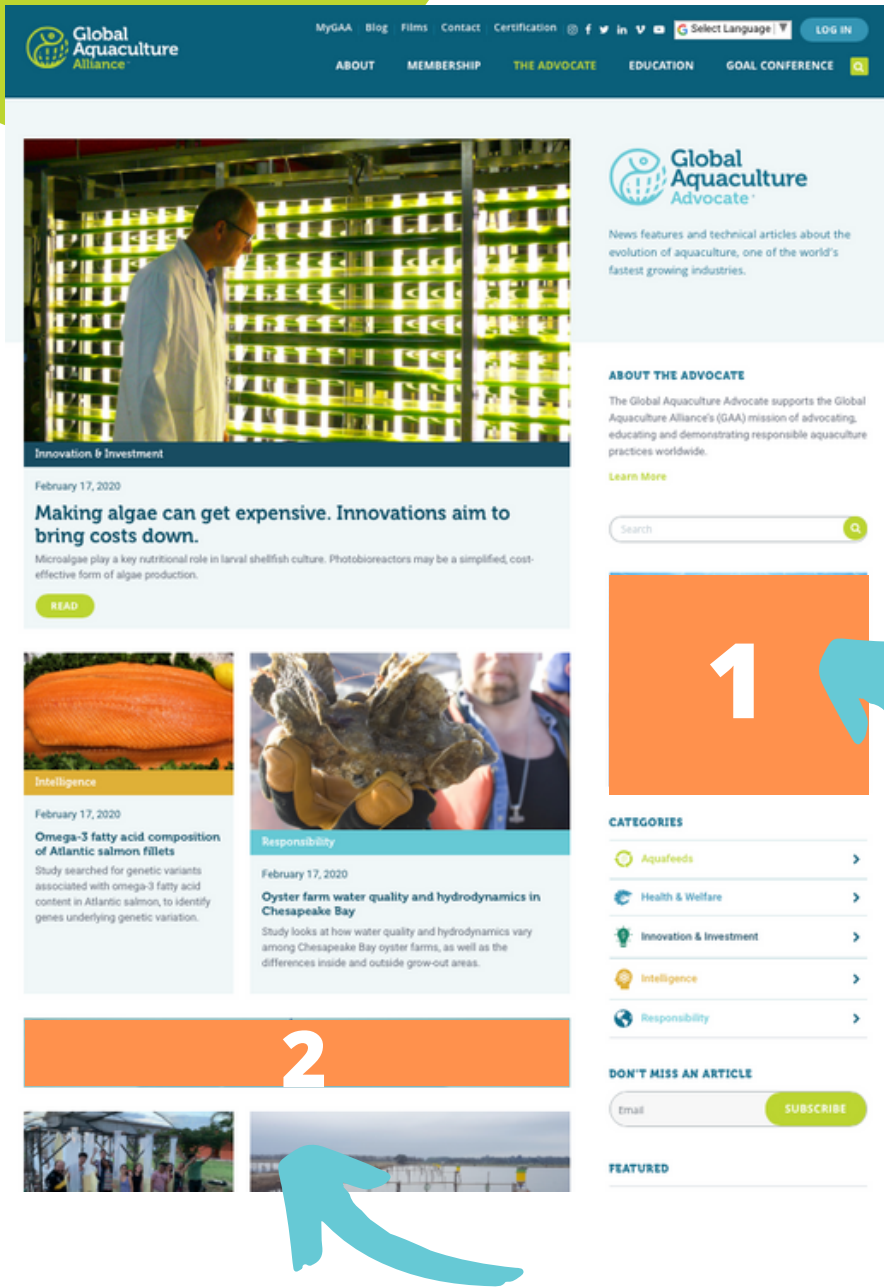 Global
Aquaculture
Alliance
MyGAA Blog Films Contact Certification
Select Language ▼
LOG IN
ABOUT MEMBERSHIP THE ADVOCATE EDUCATION GOAL CONFERENCE
Innovation & Investment
February 17, 2020
Making algae can get expensive. Innovations aim to
bring costs down.
Microalgae play a key nutritional role in larval shellfish culture. Photobioreactors may be a simplified, cost-
effective form of algae production.
READ
Intelligence
February 17, 2020
Omega-3 fatty acid composition
of Atlantic salmon fillets
Study searched for genetic variants
associated with omega-3 fatty acid
content in Atlantic salmon, to identify
genes underlying genetic variation.
Responsibility
February 17, 2020
Oyster farm water quality and hydrodynamics in
Chesapeake Bay
Study looks at how water quality and hydrodynamics vary
among Chesapeake Bay oyster farms, as well as the
differences inside and outside grow-out areas.
2
Global
Aquaculture
Advocate
News features and technical articles about the
evolution of aquaculture, one of the world's
fastest growing industries.
ABOUT THE ADVOCATE
The Global Aquaculture Advocate supports the Global
Aquaculture Alliance's (GAA) mission of advocating,
educating and demonstrating responsible aquaculture
practices worldwide.
Learn More
Search
1
CATEGORIES
Aquafeeds
Health & Welfare
Innovation & Investment
Intelligence
Responsibility
DON'T MISS AN ARTICLE
Email
SUBSCRIBE
FEATURED